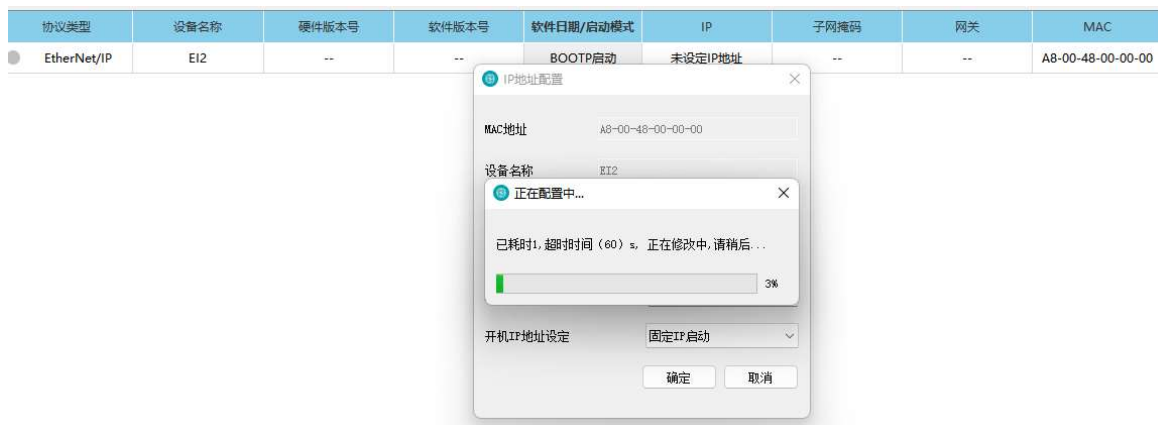 协议类型 设备名称 硬件版本号 软件版本号 软件日期/启动模式 IP 子网掩码 网关 MAC
EtherNet/IP EI2 -- -- BOOTP启动 未设定IP地址 -- -- A8-00-48-00-00-00
IP地址配置
MAC地址 A8-00-48-00-00-00
设备名称 EI2
正在配置中...
已耗时1,超时时间（60）s, 正在修改中,请稍后...
3%
开机IP地址设定 固定IP启动
确定 取消